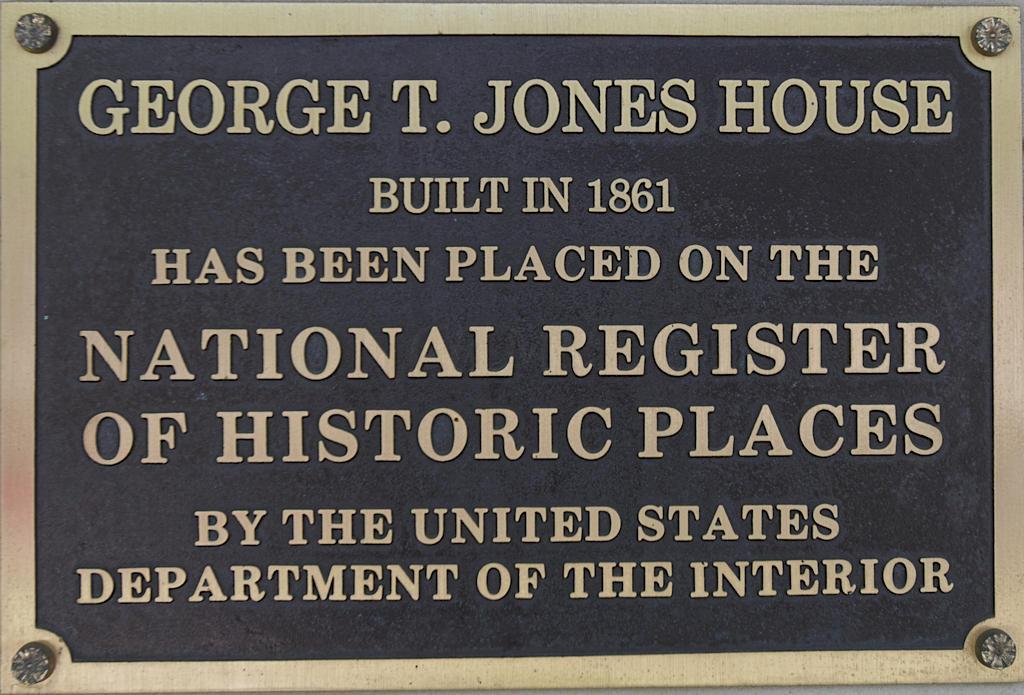 GEORGE T. JONES HOUSE
BUILT IN 1861
HAS BEEN PLACED ON THE
NATIONAL REGISTER
OF HISTORIC PLACES
BY THE UNITED STATES
DEPARTMENT OF THE INTERIOR